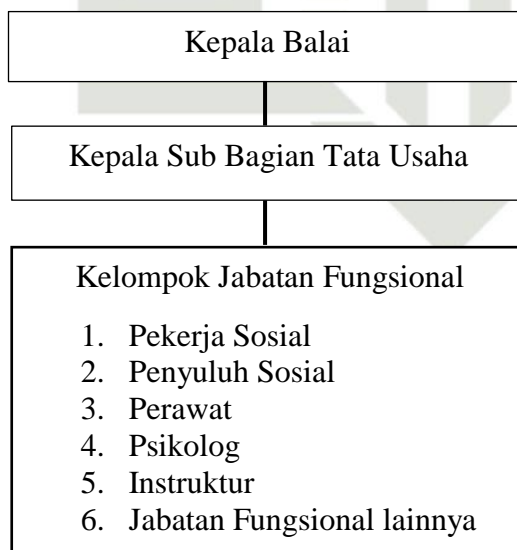 Kepala Balai
Kepala Sub Bagian Tata Usaha
Kelompok Jabatan Fungsional
1. Pekerja Sosial
2. Penyuluh Sosial
3. Perawat
4. Psikolog
5. Instruktur
6. Jabatan Fungsional lainnya